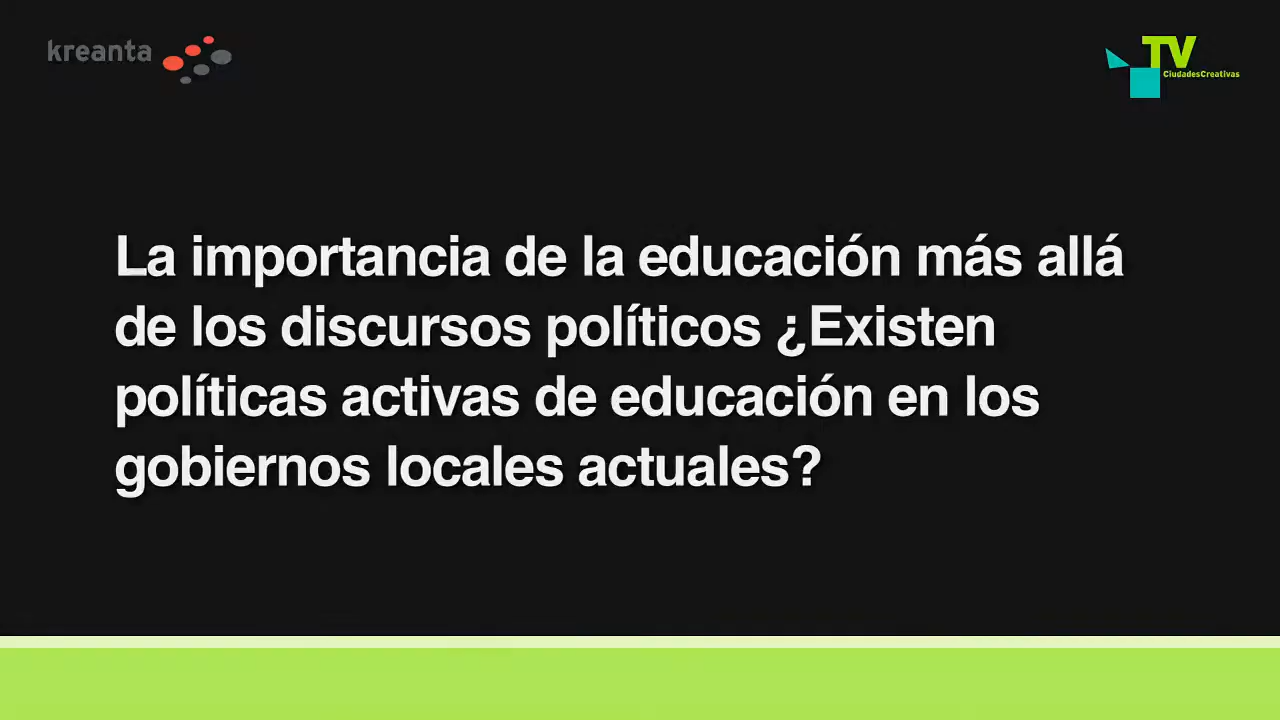 kreanta
TV
CiudadesCreativas
La importancia de la educación más allá
de los discursos políticos ¿Existen
políticas activas de educación en los
gobiernos locales actuales?